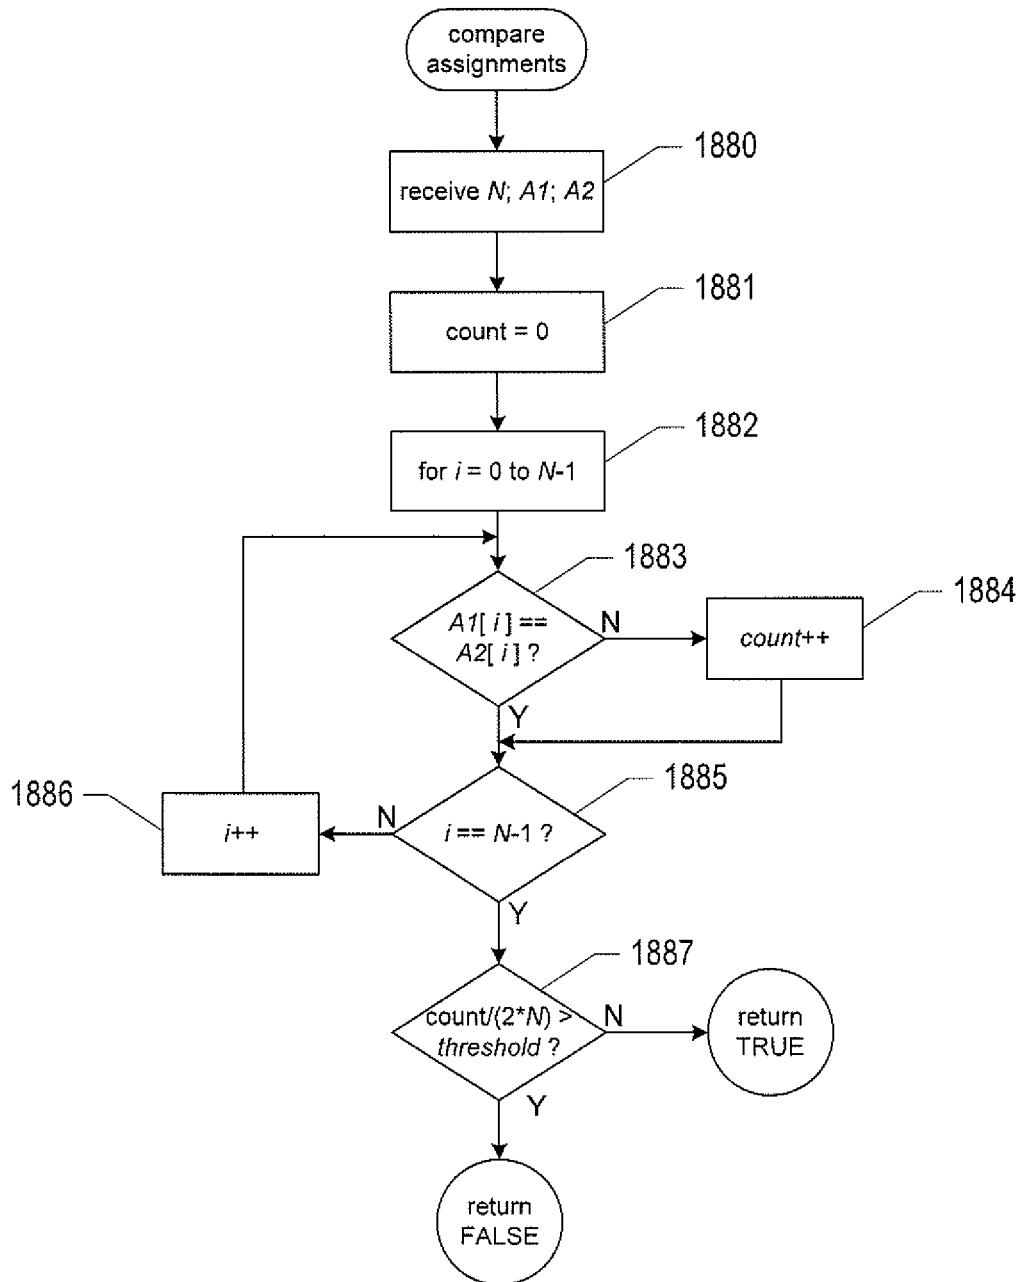 compare
assignments
1880
receive N; A1; A2
1881
count = 0
1882
for i = 0 to N-1
1883
A1[ i ] ==
A2[ i ] ?
N
1884
count++
Y
1885
i == N-1 ?
N
1886
i++
Y
1887
count/(2*N) >
threshold ?
N
return
TRUE
Y
return
FALSE